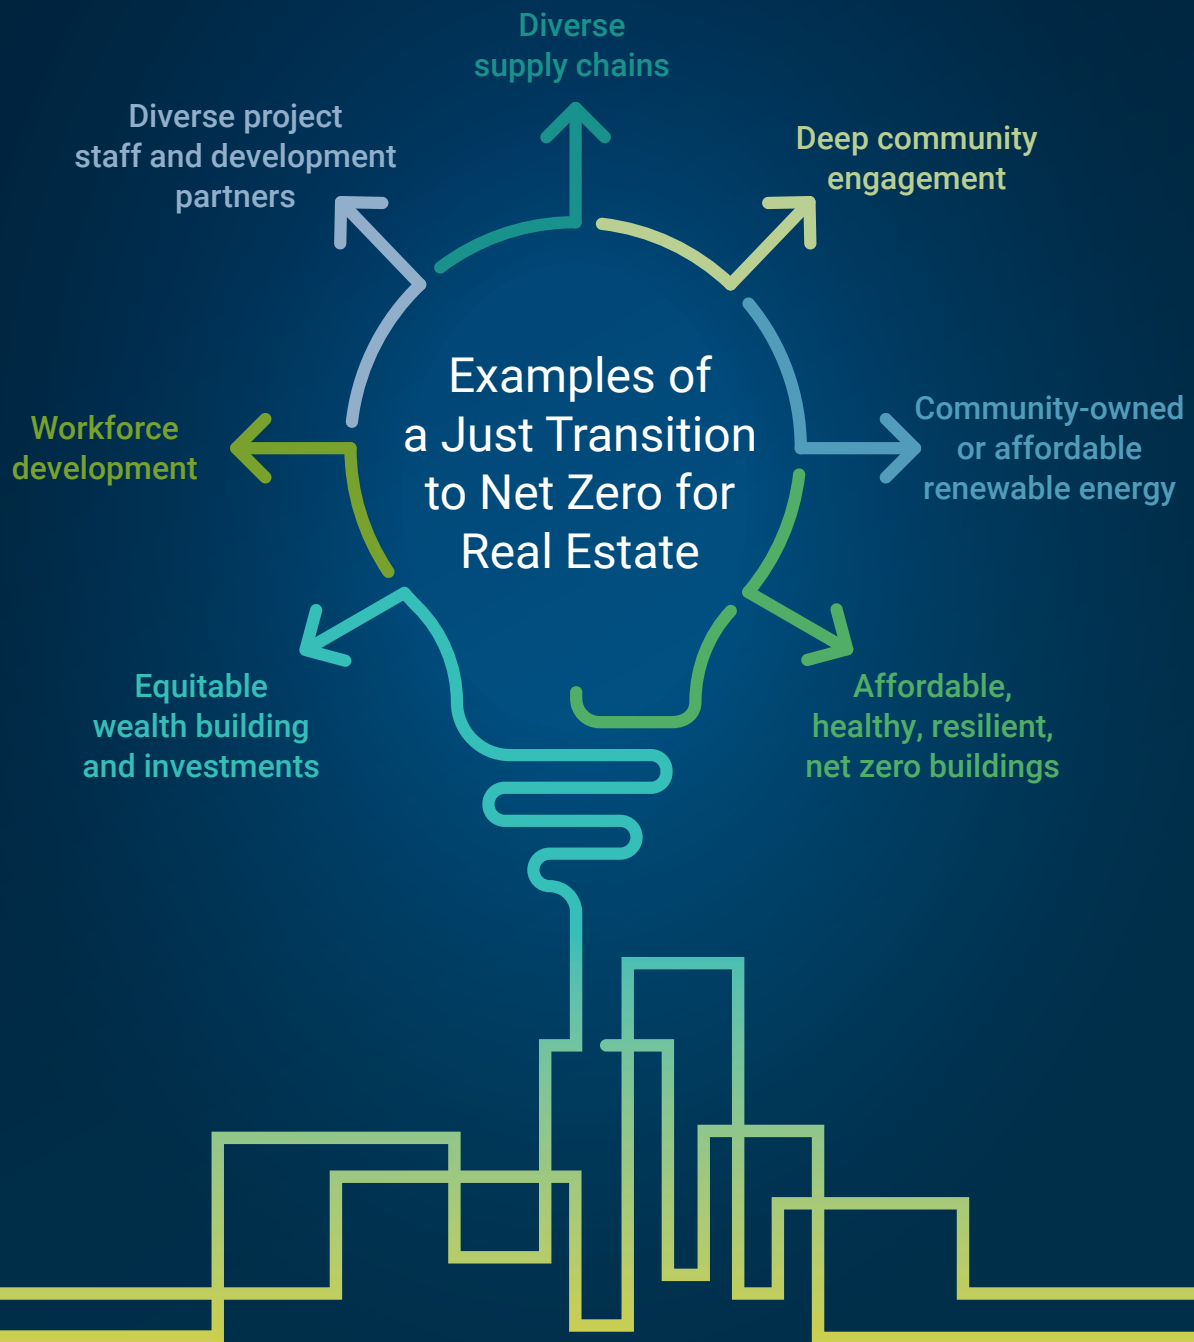 Diverse
supply chains
Diverse project
staff and development
partners
Deep community
engagement
Examples of
a Just Transition
to Net Zero for
Real Estate
Workforce
development
Community-owned
or affordable
renewable energy
Equitable
wealth building
and investments
Affordable,
healthy, resilient,
net zero buildings